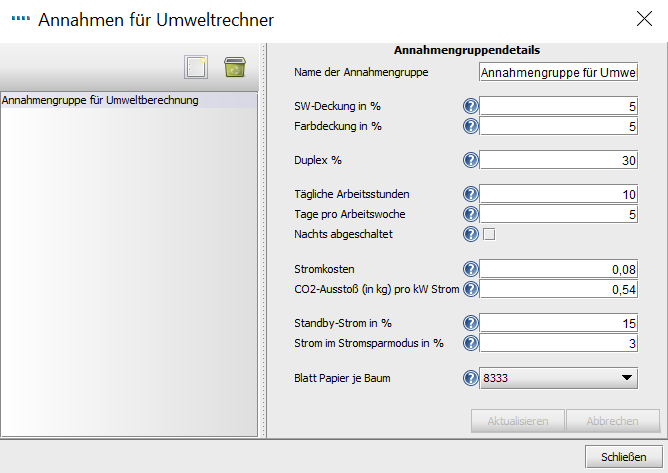 Annahmen für Umweltrechner
Annahmengruppe für Umweltberechnung
Annahmengruppendetails
Name der Annahmengruppe Annahmengruppe für Umwe
SW-Deckung in % 5
Farbdeckung in % 5
Duplex % 30
Tägliche Arbeitsstunden 10
Tage pro Arbeitswoche 5
Nachts abgeschaltet
Stromkosten 0,08
CO2-Ausstoß (in kg) pro kW Strom 0,54
Standby-Strom in % 15
Strom im Stromsparmodus in % 3
Blatt Papier je Baum 8333
Aktualisieren Abbrechen
Schließen